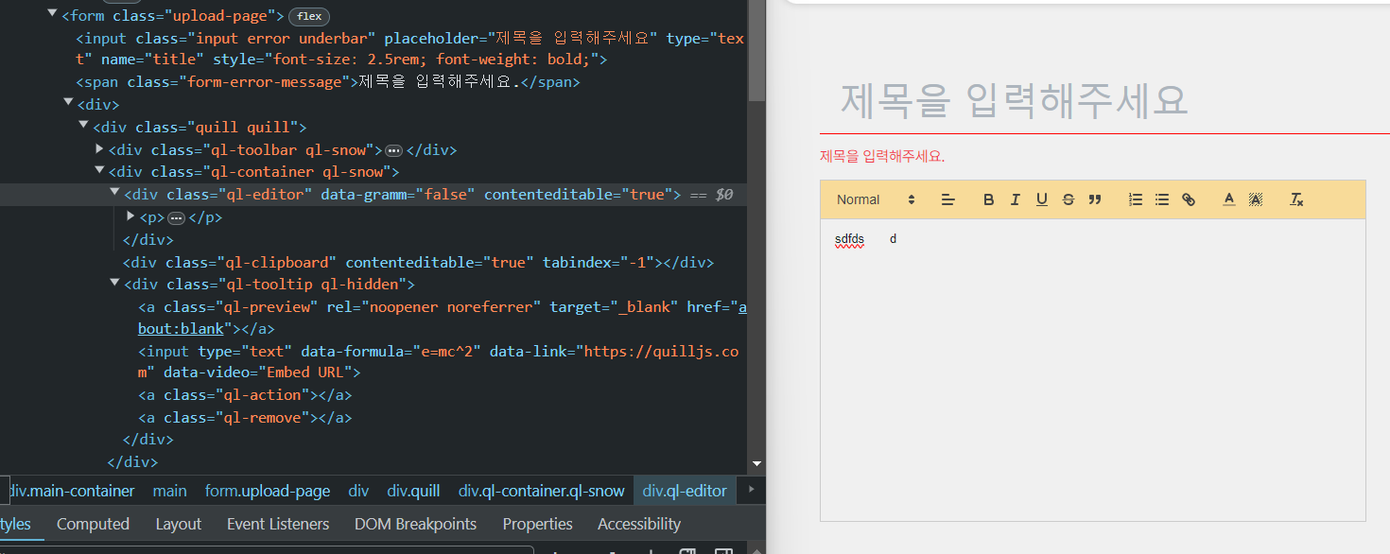 <form class="upload-page"> flex
<input class="input error underbar" placeholder="제목을 입력해주세요" type="tex
t" name="title" style="font-size: 2.5rem; font-weight: bold;">
<span class="form-error-message">제목을 입력해주세요.</span>
<div>
<div class="quill quill">
<div class="ql-toolbar ql-snow">…</div>
<div class="ql-container ql-snow">
<div class="ql-editor" data-gramm="false" contenteditable="true"> == $0
<p>…</p>
</div>
<div class="ql-clipboard" contenteditable="true" tabindex="-1"></div>
<div class="ql-tooltip ql-hidden">
<a class="ql-preview" rel="noopener noreferrer" target="_blank" href="a
bout:blank"></a>
<input type="text" data-formula="e=mc^2" data-link="https://quilljs.co
m" data-video="Embed URL">
<a class="ql-action"></a>
<a class="ql-remove"></a>
</div>
</div>
div.main-container main form.upload-page div div.quill div.ql-container.ql-snow div.ql-editor
tyles Computed Layout Event Listeners DOM Breakpoints Properties Accessibility
제목을 입력해주세요
제목을 입력해주세요.
Normal B I U S A A Tx
sdfds d